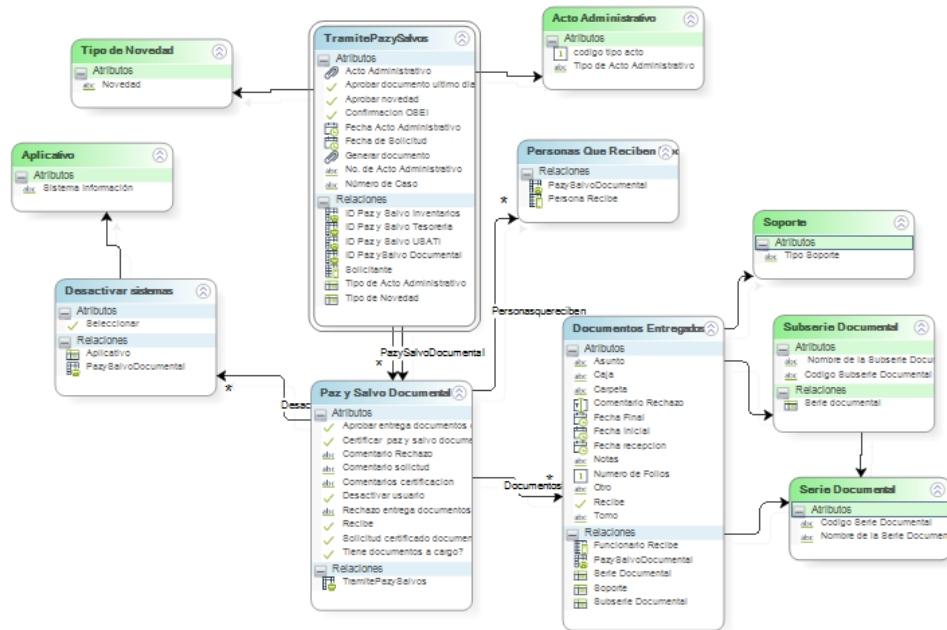 Tipo de Novedad
Atributos
Novedad
TramitePazySalvos
Atributos
Acto Administrativo
Aprobar documento ultimo dia
Aprobar novedad
Confirmacion OSEI
Fecha Acto Administrativo
Fecha de Solicitud
Generar documento
No. de Acto Administrativo
Número de Caso
Relaciones
ID Paz y Salvo Inventarios
ID Paz y Salvo Tesoreria
ID Paz y Salvo USATI
ID PazySalvo Documental
Solicitante
Tipo de Acto Administrativo
Tipo de Novedad
Acto Administrativo
Atributos
codigo tipo acto
Tipo de Acto Administrativo
Aplicativo
Atributos
Sistema Información
Personas Que Reciben
Relaciones
PazySalvoDocumental
Persona Recibe
*
Soporte
Atributos
Tipo Soporte
Desactivar sistemas
Atributos
Seleccionar
Relaciones
Aplicativo
PazySalvoDocumental
*
Desac
*
PazySalvoDocumental
Personasquereciben
Paz y Salvo Documental
Atributos
Aprobar entrega documentos
Certificar paz y salvo docume
Comentario Rechazo
Comentario solictud
Comentarios certificacion
Desactivar usuario
Rechazo entrega documentos
Recibe
Solicitud certificado documen
Tiene documentos a cargo?
Relaciones
TramitePazySalvos
*
Documentos
Documentos Entregados
Atributos
Asunto
Caja
Carpeta
Comentario Rechazo
Fecha Final
Fecha Inicial
Fecha recepcion
Notas
Numero de Folios
Otro
Recibe
Tomo
Relaciones
Funcionario Recibe
PazySalvoDocumental
Serie Documental
Soporte
Subserie Documental
Subserie Documental
Atributos
Nombre de la Subserie Docur
Codigo Subserie Documental
Relaciones
Serie documental
Serie Documental
Atributos
Codigo Serie Documental
Nombre de la Serie Documen